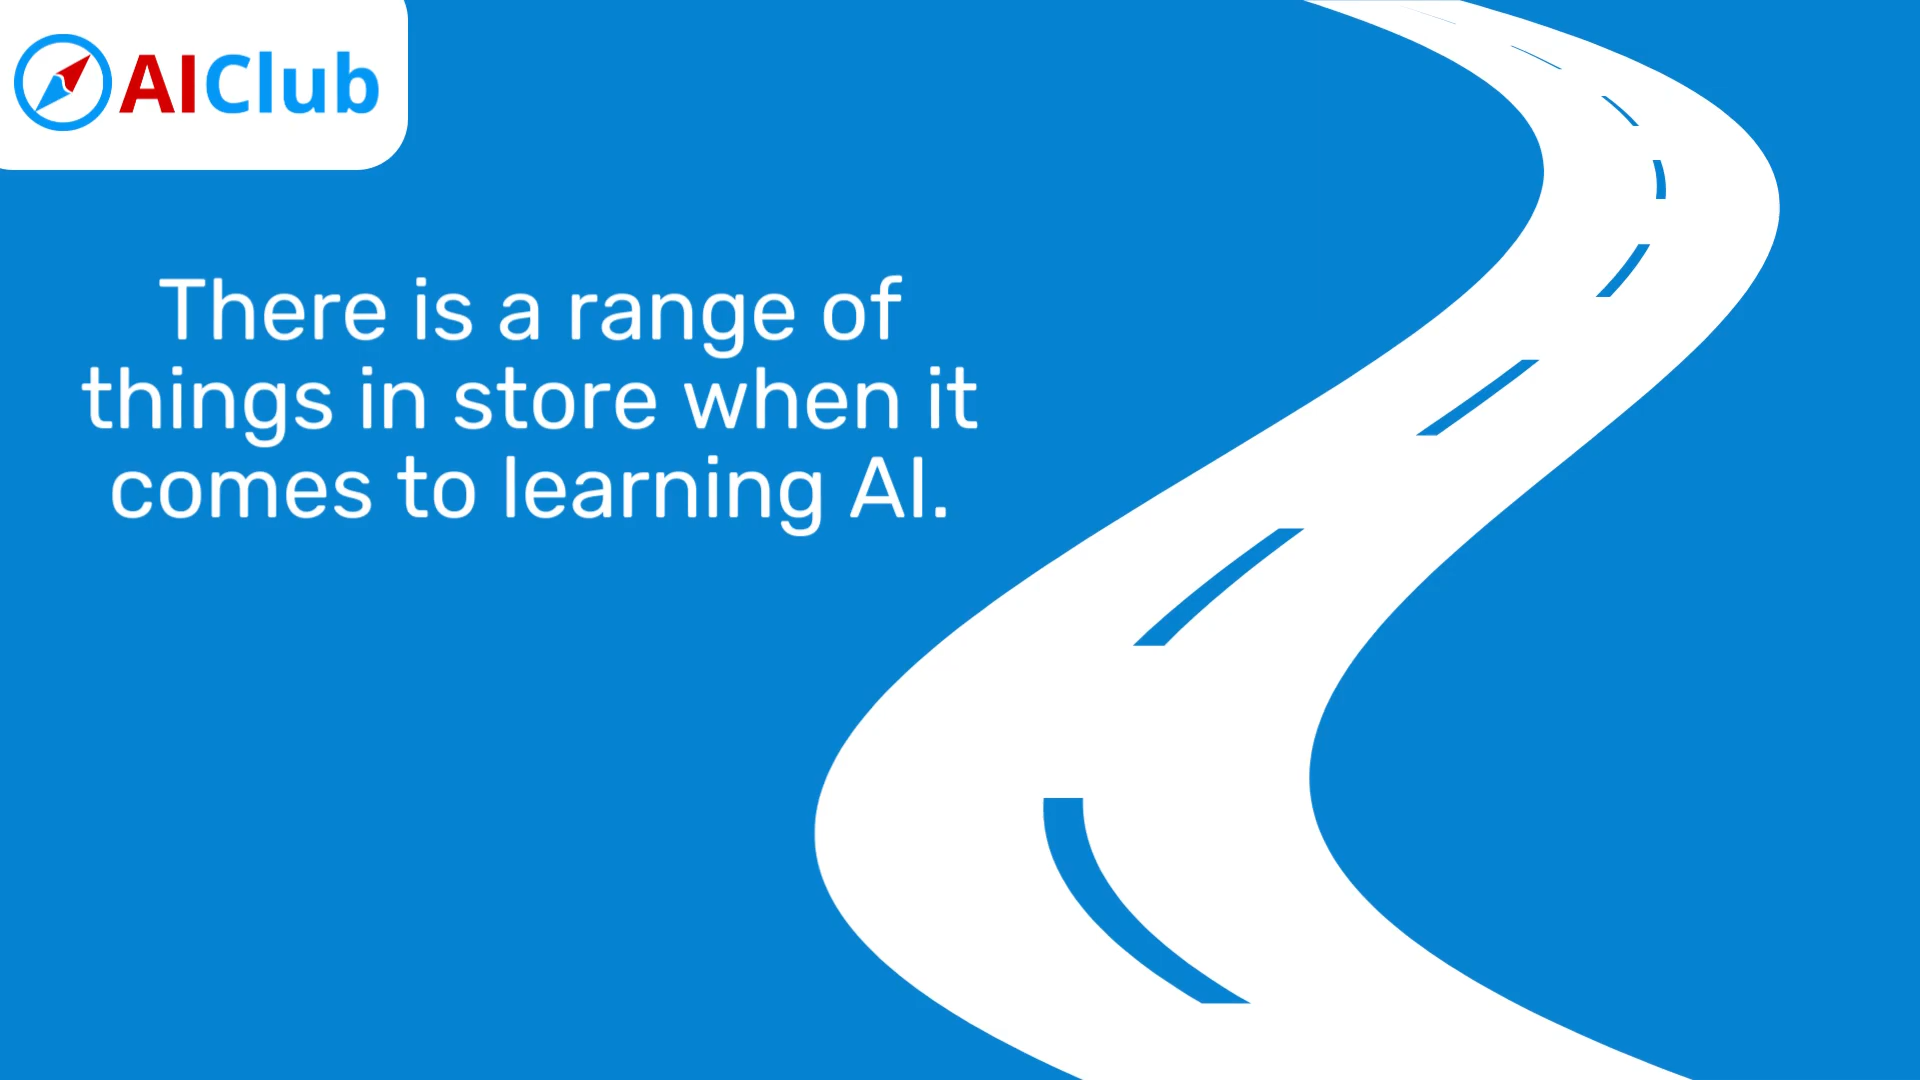 AIClub
There is a range of
things in store when it
comes to learning AI.